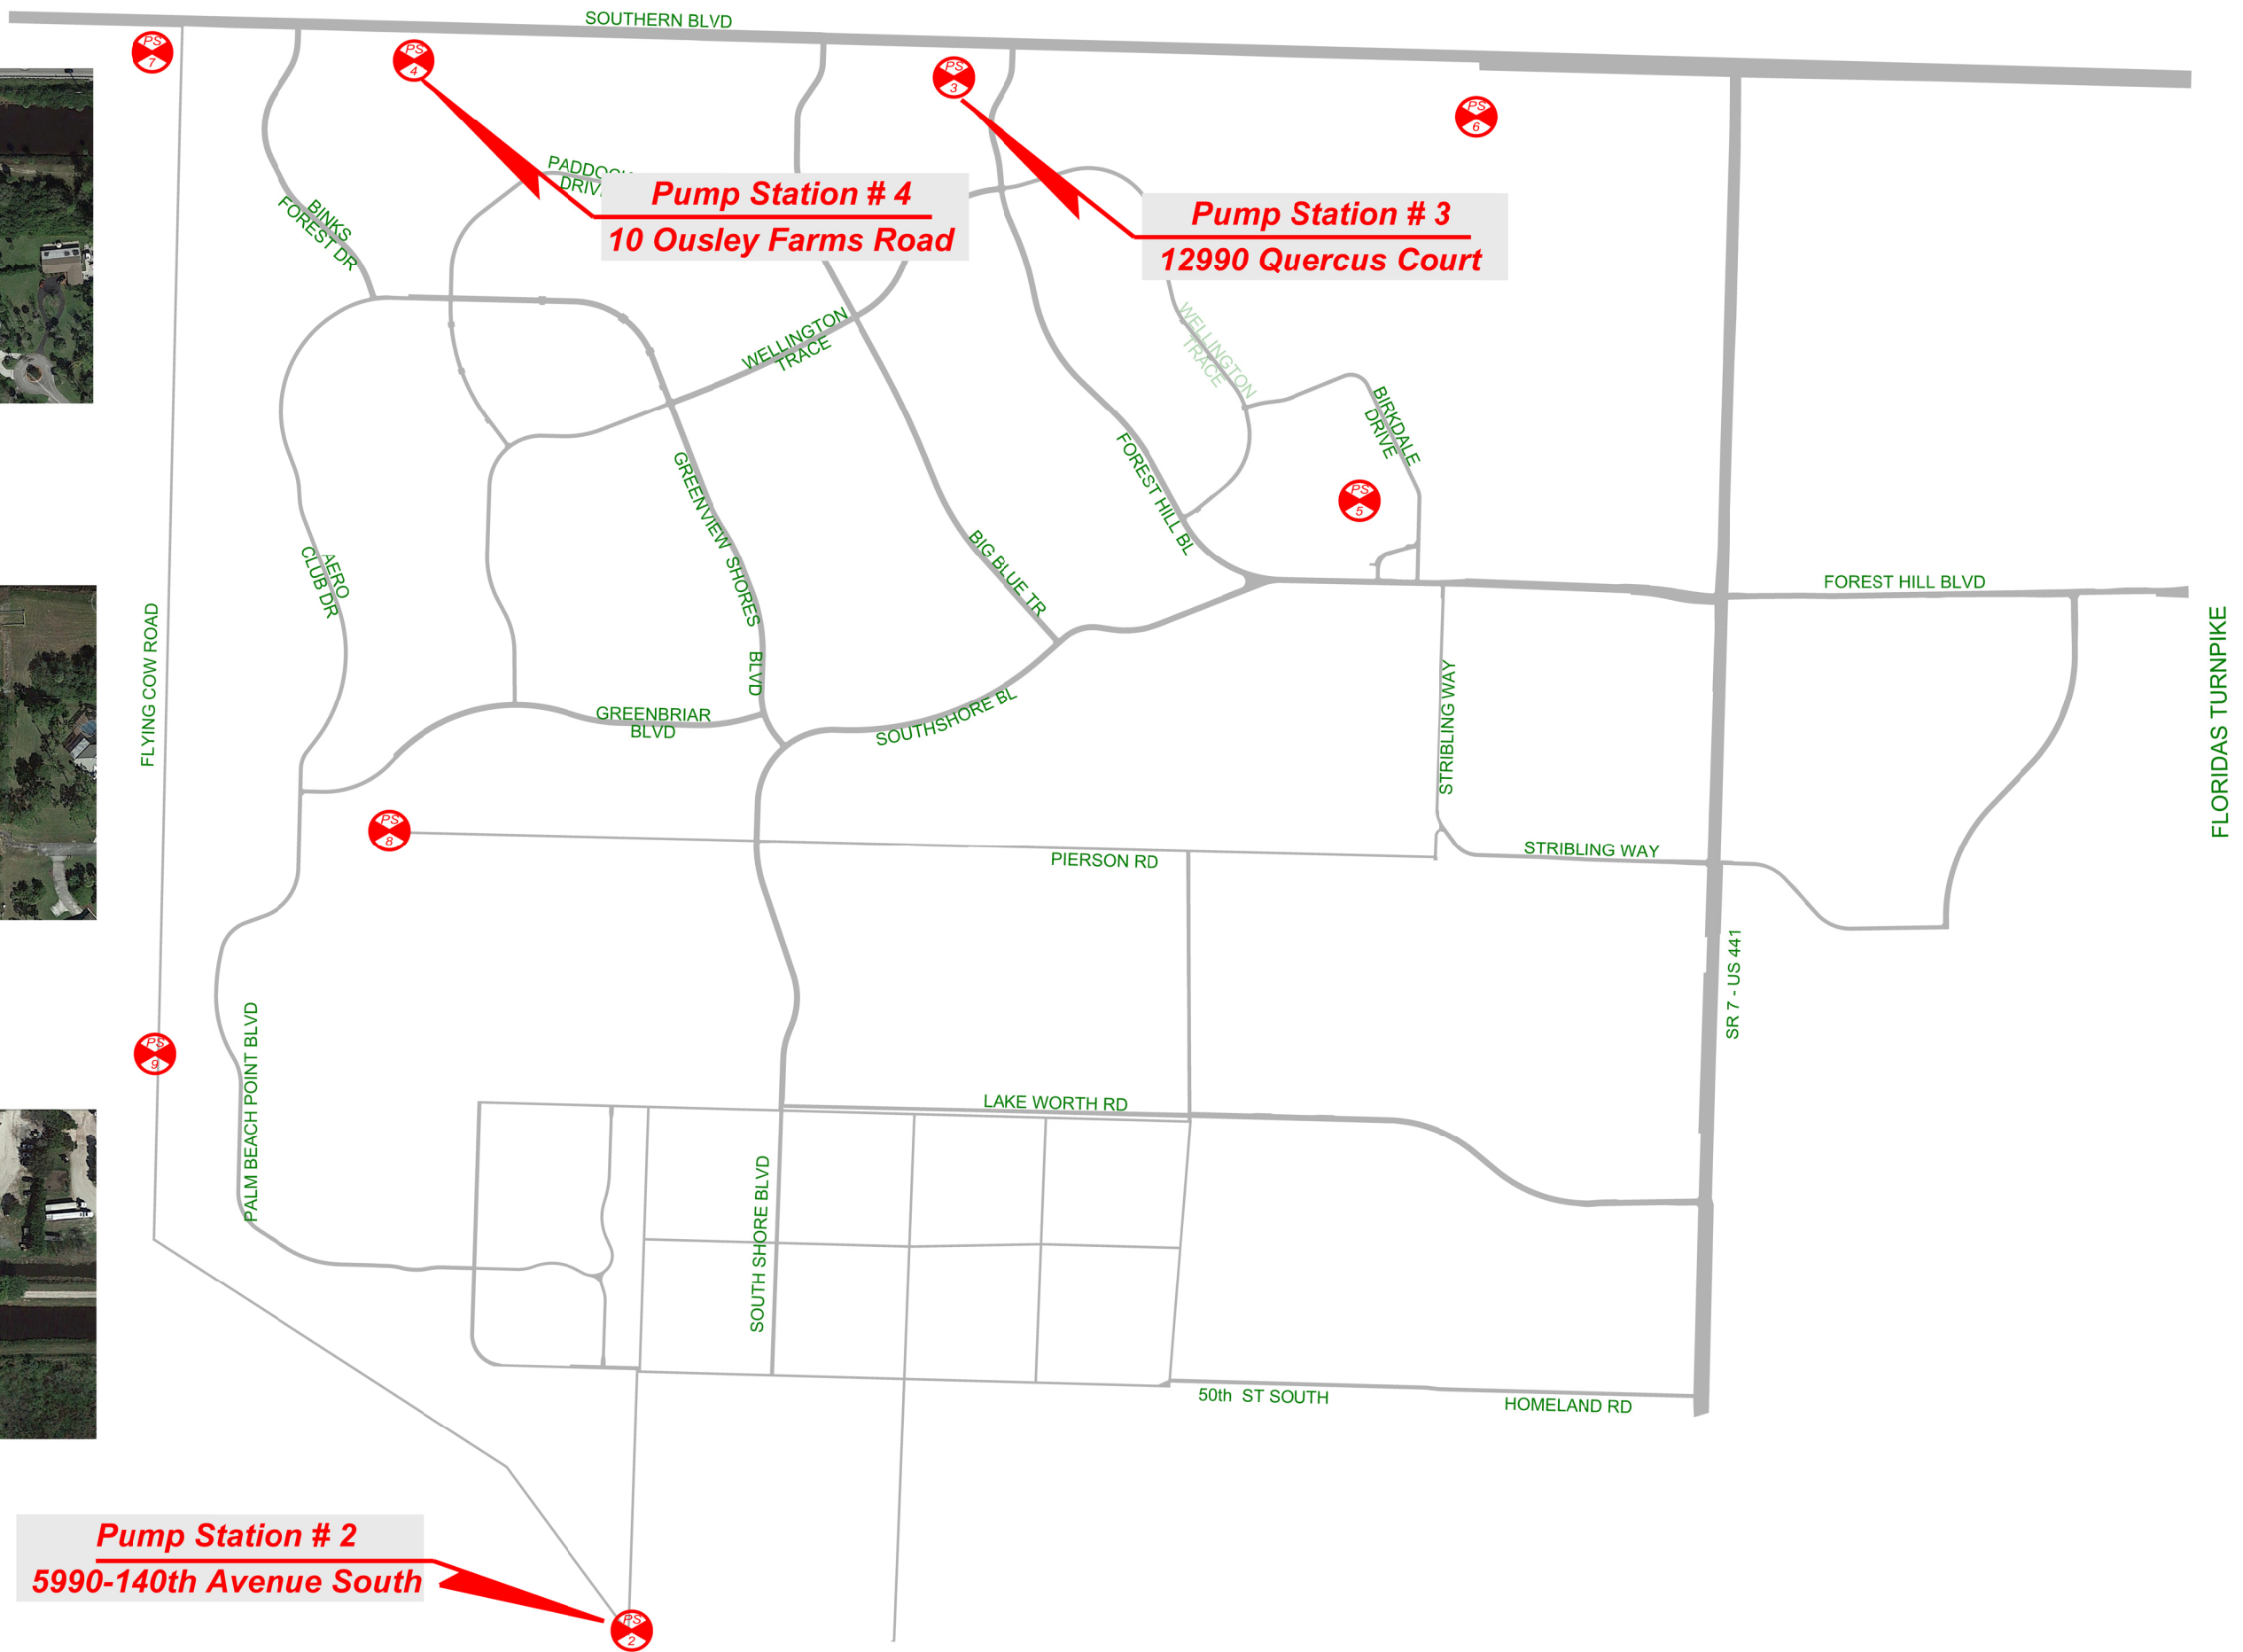 SOUTHERN BLVD
PS
7
PS
4
PS
3
PS
6
PADDOCK
DRIVE
Pump Station # 4
10 Ousley Farms Road
Pump Station # 3
12990 Quercus Court
BINKS
FOREST DR
WELLINGTON
TRACE
WELLINGTON
TRACE
BIRKDALE
DRIVE
FOREST HILL BL
PS
5
GREENVIEW SHORES BLVD
BIG BLUE TR
AERO
CLUB DR
FOREST HILL BLVD
FLORIDAS TURNPIKE
FLYING COW ROAD
STRIBLING WAY
GREENBRIAR
BLVD
SOUTHSHORE BL
PS
8
PIERSON RD
STRIBLING WAY
SR 7 - US 441
PS
9
PALM BEACH POINT BLVD
LAKE WORTH RD
SOUTH SHORE BLVD
50th ST SOUTH
HOMELAND RD
Pump Station # 2
5990-140th Avenue South
PS
2